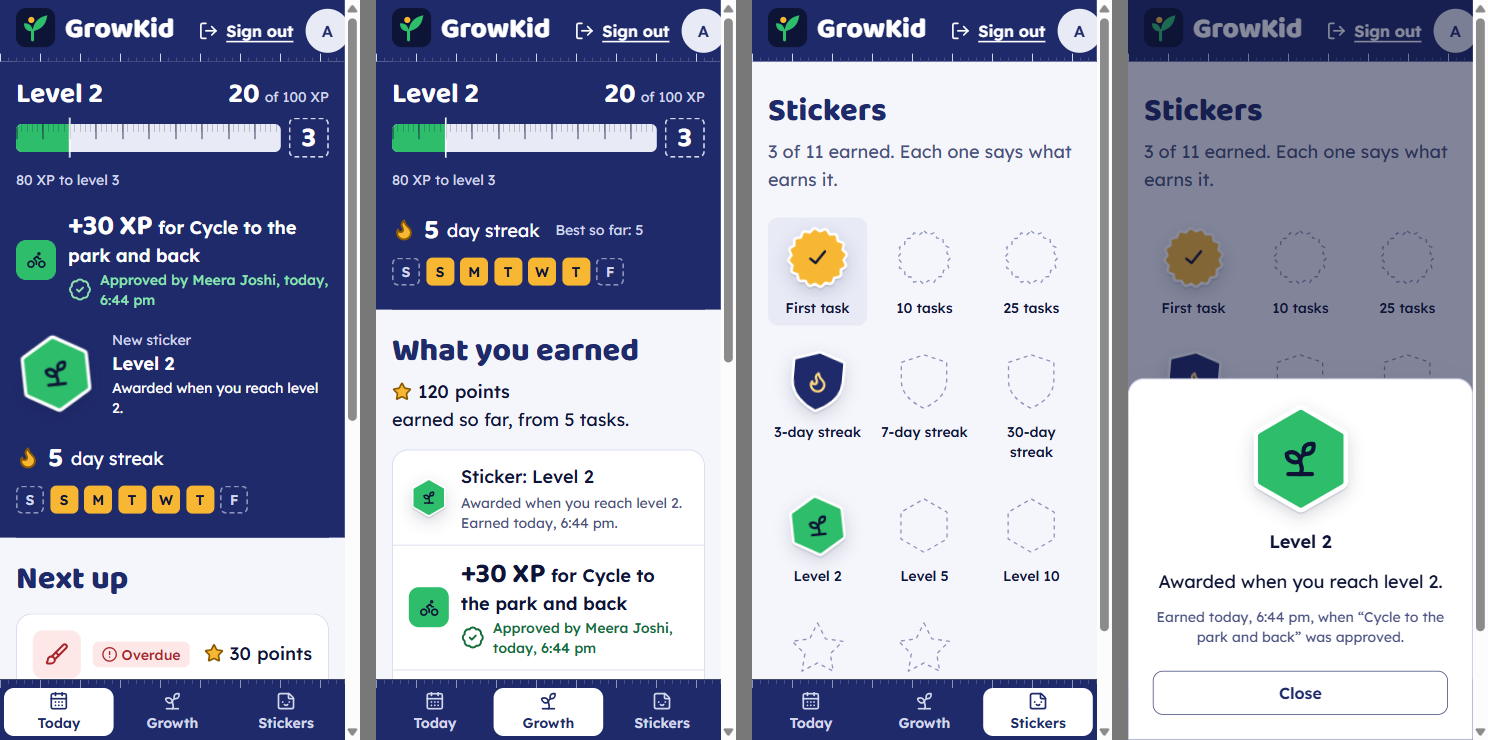 GrowKid
Sign out
A
Level 2
20 of 100 XP
3
80 XP to level 3
+30 XP for Cycle to the
park and back
Approved by Meera Joshi, today,
6:44 pm
New sticker
Level 2
Awarded when you reach level
2.
5 day streak
S S M T W T F
Next up
Overdue
30 points
Today
Growth
Stickers
GrowKid
Sign out
A
Level 2
20 of 100 XP
3
80 XP to level 3
5 day streak
Best so far: 5
S S M T W T F
What you earned
120 points
earned so far, from 5 tasks.
Sticker: Level 2
Awarded when you reach level 2.
Earned today, 6:44 pm.
+30 XP for Cycle to
the park and back
Approved by Meera Joshi,
today, 6:44 pm
Today
Growth
Stickers
GrowKid
Sign out
A
Stickers
3 of 11 earned. Each one says what
earns it.
First task
10 tasks
25 tasks
3-day streak
7-day streak
30-day
streak
Level 2
Level 5
Level 10
Today
Growth
Stickers
GrowKid
Sign out
A
Stickers
3 of 11 earned. Each one says what
earns it.
First task
10 tasks
25 tasks
Level 2
Awarded when you reach level 2.
Earned today, 6:44 pm, when “Cycle to the
park and back” was approved.
Close